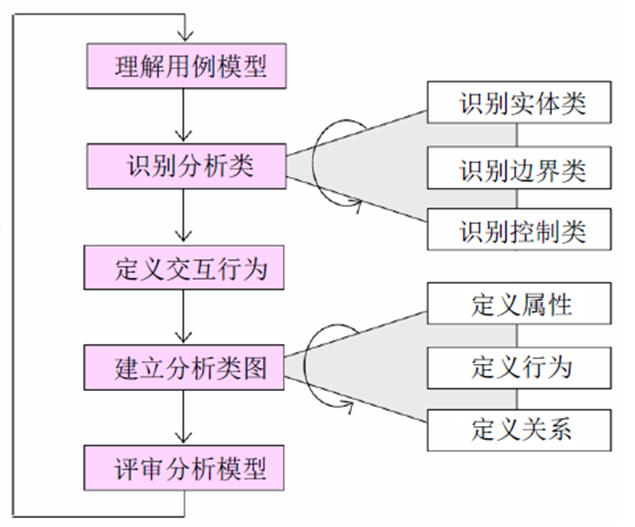 理解用例模型
识别分析类
识别实体类
识别边界类
识别控制类
定义交互行为
建立分析类图
定义属性
定义行为
定义关系
评审分析模型